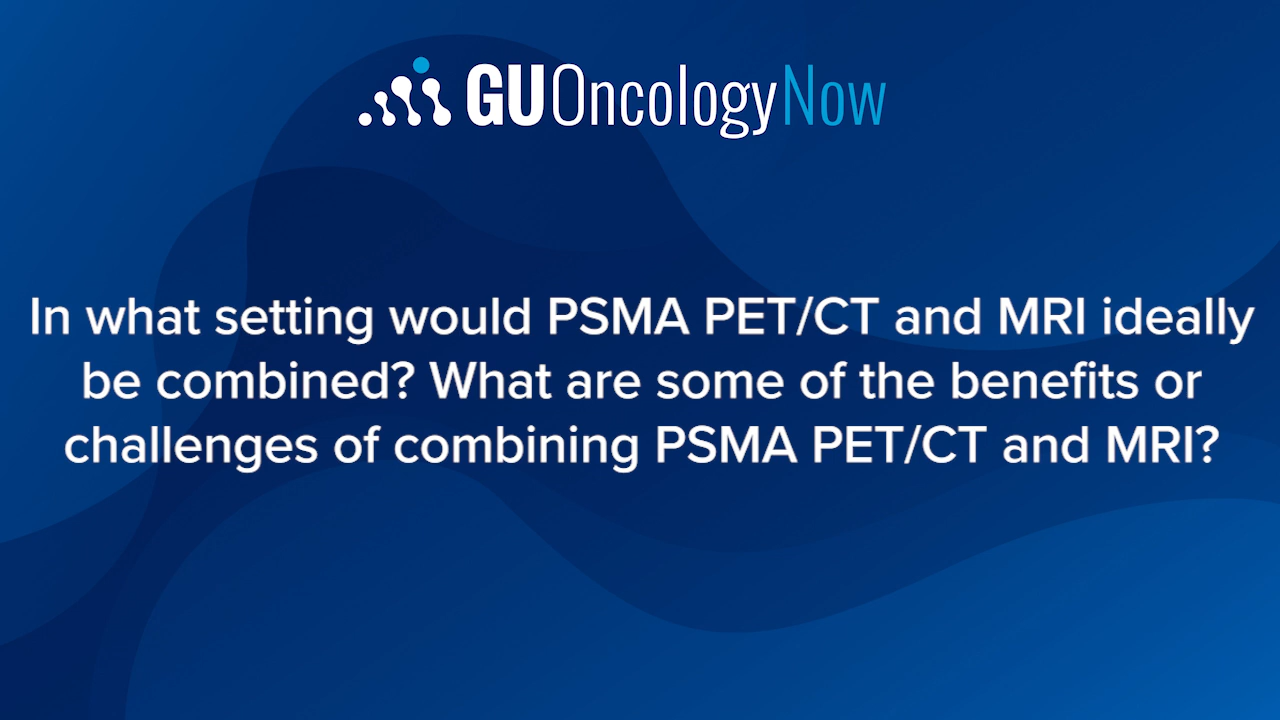 GUOncologyNow
In what setting would PSMA PET/CT and MRI ideally
be combined? What are some of the benefits or
challenges of combining PSMA PET/CT and MRI?